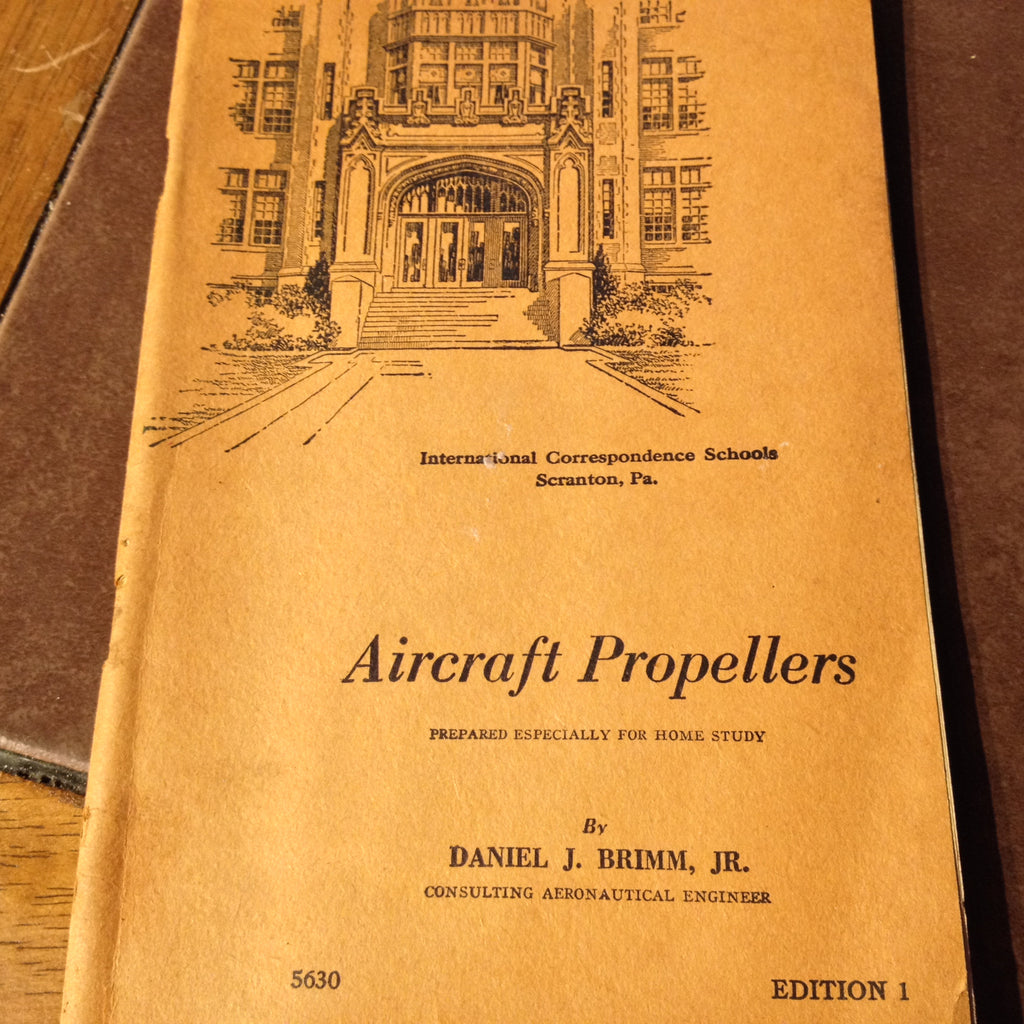 International Correspondence Schools
Scranton, Pa.
Aircraft Propellers
PREPARED ESPECIALLY FOR HOME STUDY
By
DANIEL J. BRIMM, JR.
CONSULTING AERONAUTICAL ENGINEER
5630
EDITION 1